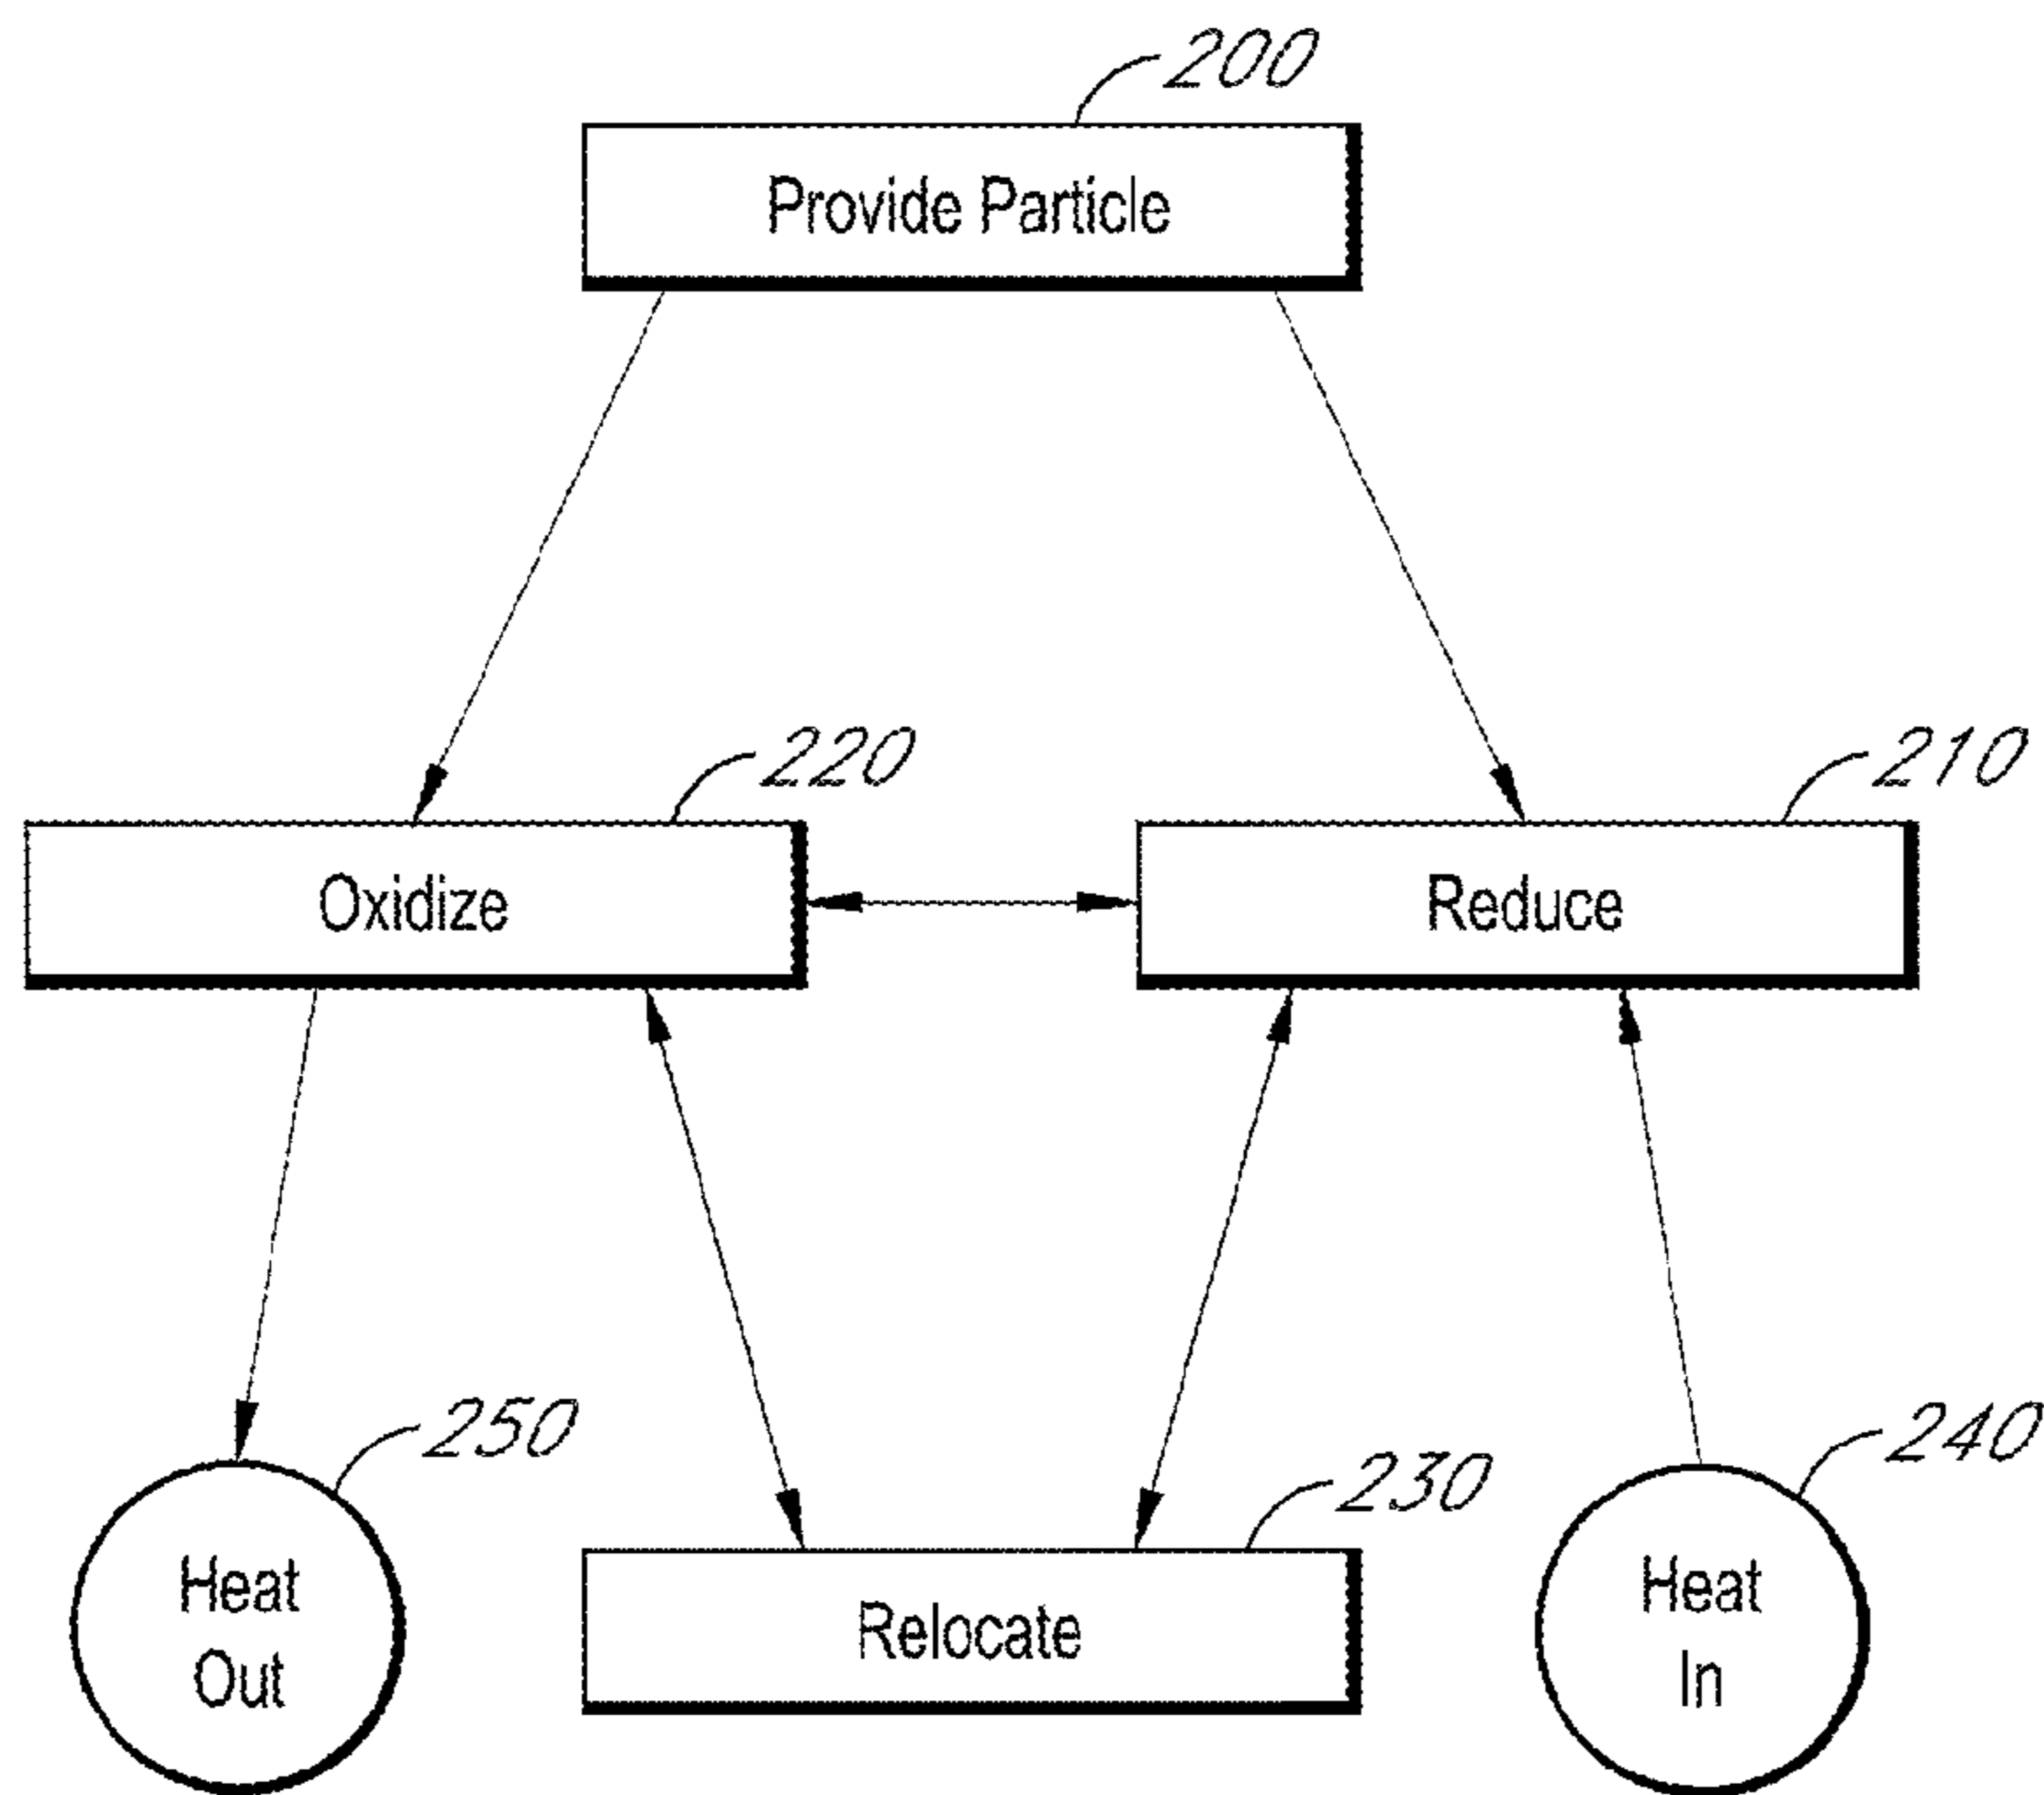 200
Provide Particle
220
210
Oxidize
Reduce
250
240
230
Heat
Out
Relocate
Heat
In